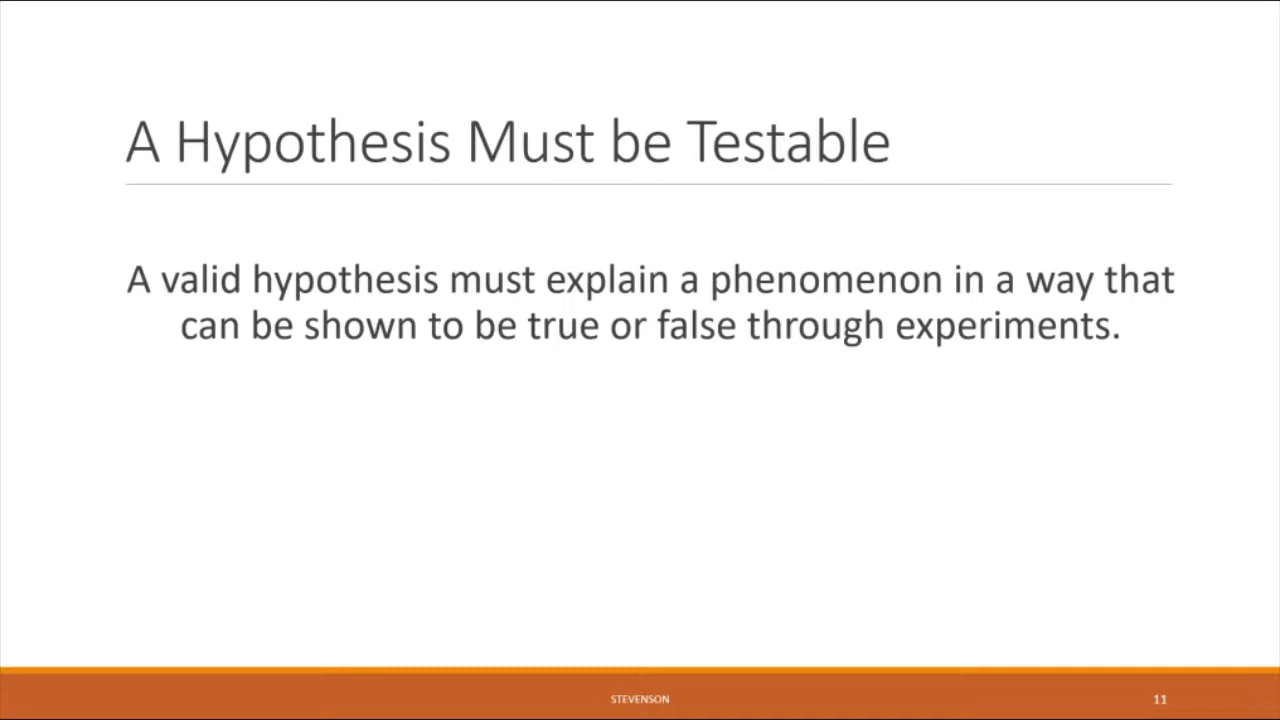 A Hypothesis Must be Testable
A valid hypothesis must explain a phenomenon in a way that
can be shown to be true or false through experiments.
STEVENSON
11